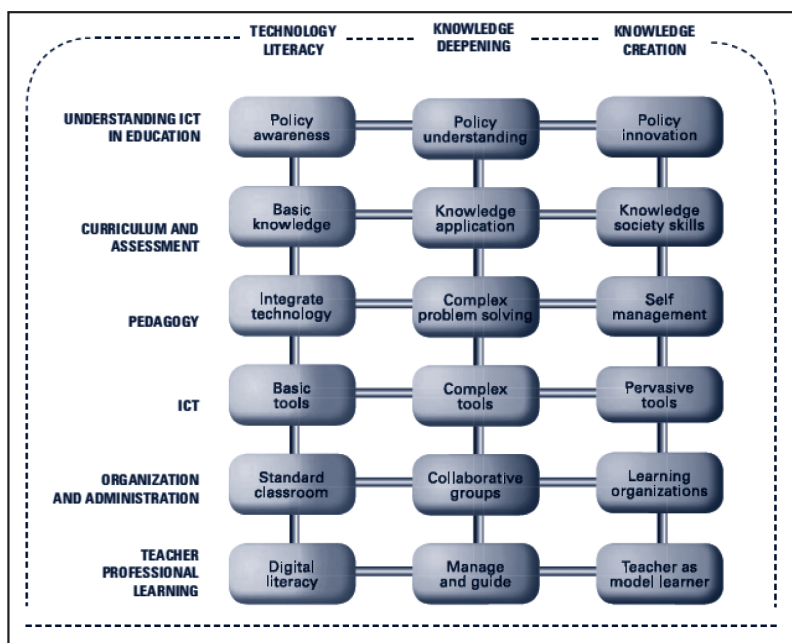 TECHNOLOGY
LITERACY
KNOWLEDGE
DEEPENING
KNOWLEDGE
CREATION
UNDERSTANDING ICT
IN EDUCATION
Policy
awareness
Policy
understanding
Policy
innovation
CURRICULUM AND
ASSESSMENT
Basic
knowledge
Knowledge
application
Knowledge
society skills
PEDAGOGY
Integrate
technology
Complex
problem solving
Self
management
ICT
Basic
tools
Complex
tools
Pervasive
tools
ORGANIZATION
AND ADMINISTRATION
Standard
classroom
Collaborative
groups
Learning
organizations
TEACHER
PROFESSIONAL
LEARNING
Digital
literacy
Manage
and guide
Teacher as
model learner